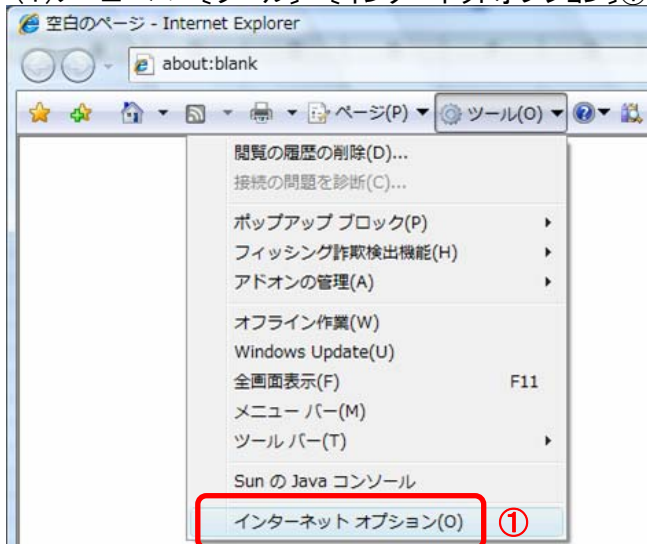 空白のページ - Internet Explorer
about:blank
ページ(P) ツール(O)
閲覧の履歴の削除(D)...
接続の問題を診断(C)...
ポップアップ ブロック(P)
フィッシング詐欺検出機能(H)
アドオンの管理(A)
オフライン作業(W)
Windows Update(U)
全画面表示(F) F11
メニュー バー(M)
ツール バー(T)
Sun の Java コンソール
インターネット オプション(O) ①